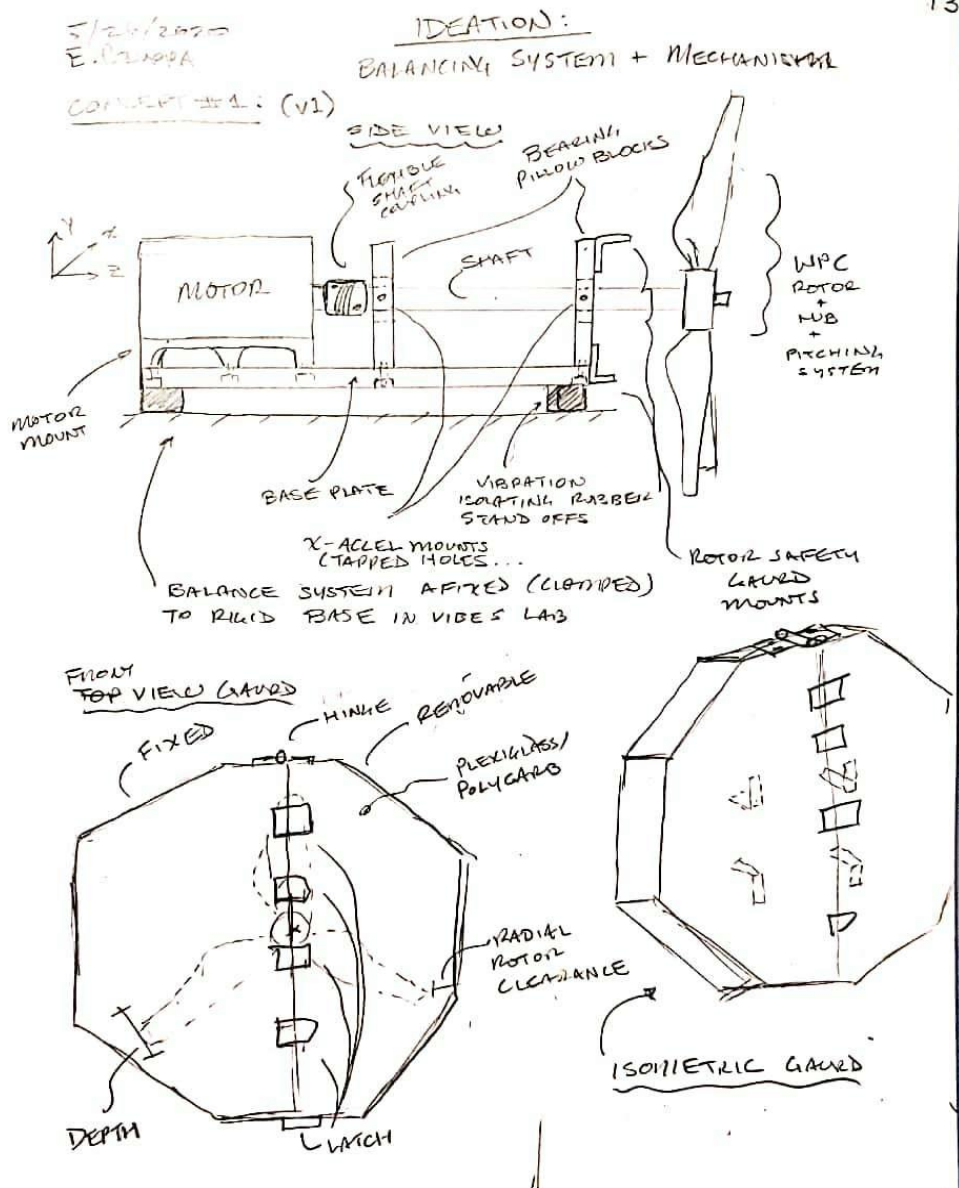 13
IDEATION:
BALANCING SYSTEM + MECHANISM
E.
CONCEPT #1: (v1)
SIDE VIEW
FLEXIBLE
SHAFT
COUPLING
BEARING
PILLOW BLOCKS
Y
X
Z
MOTOR
SHAFT
WPC
ROTOR
+
HUB
+
PITCHING
SYSTEM
MOTOR
MOUNT
BASE PLATE
VIBRATION
ISOLATING RUBBER
STAND OFFS
X-ACCEL MOUNTS
(TAPPED HOLES...
BALANCE SYSTEM AFIXED (CLAMPED)
TO RIGID BASE IN VIBES LAB
ROTOR SAFETY
GAURD
MOUNTS
FRONT
TOP VIEW GAURD
FIXED
HINGE
REMOVABLE
PLEXIGLASS/
POLYCARB
RADIAL
ROTOR
CLEARANCE
DEPTH
LATCH
ISOMETRIC GAURD